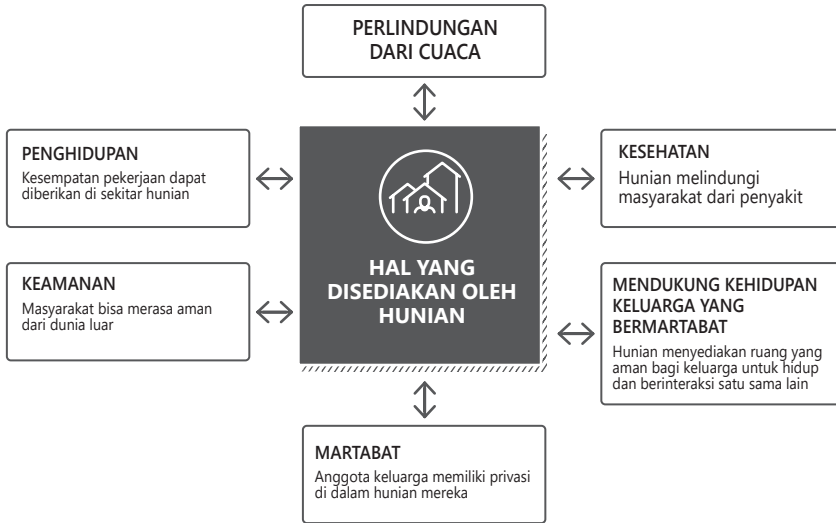 PERLINDUNGAN
DARI CUACA
PENGHIDUPAN
Kesempatan pekerjaan dapat
diberikan di sekitar hunian
KESEHATAN
Hunian melindungi
masyarakat dari penyakit
HAL YANG
DISEDIAKAN OLEH
HUNIAN
KEAMANAN
Masyarakat bisa merasa aman
dari dunia luar
MENDUKUNG KEHIDUPAN
KELUARGA YANG
BERMARTABAT
Hunian menyediakan ruang yang
aman bagi keluarga untuk hidup
dan berinteraksi satu sama lain
MARTABAT
Anggota keluarga memiliki privasi
di dalam hunian mereka